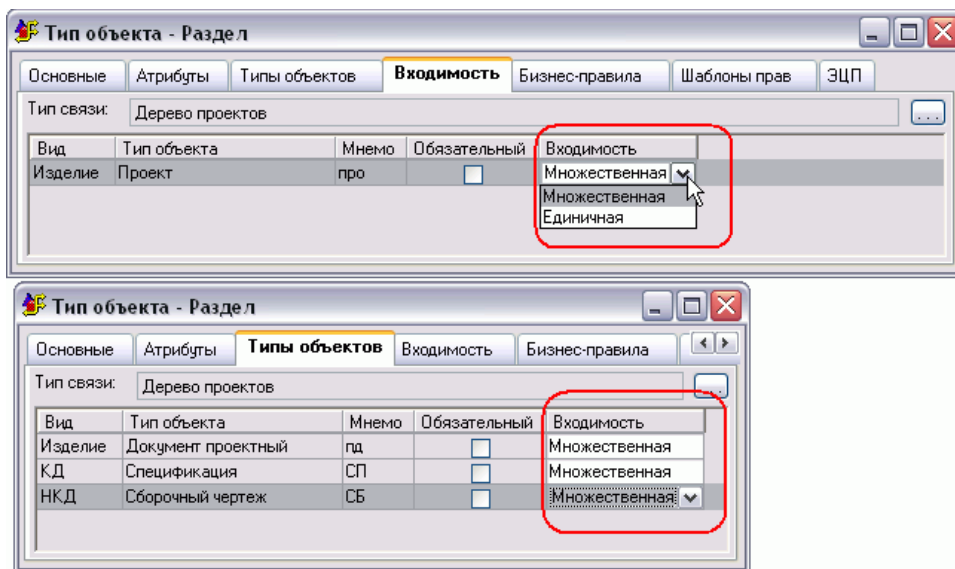 Тип объекта - Раздел
Основные Атрибуты Типы объектов Входимость Бизнес-правила Шаблоны прав ЭЦП
Тип связи: Дерево проектов ...
Вид Тип объекта Мнемо Обязательный Входимость
Изделие Проект про Множественная
Множественная
Единичная
Тип объекта - Раздел
Основные Атрибуты Типы объектов Входимость Бизнес-правила
Тип связи: Дерево проектов ...
Вид Тип объекта Мнемо Обязательный Входимость
Изделие Документ проектный пд Множественная
КД Спецификация СП Множественная
НКД Сборочный чертеж СБ Множественная